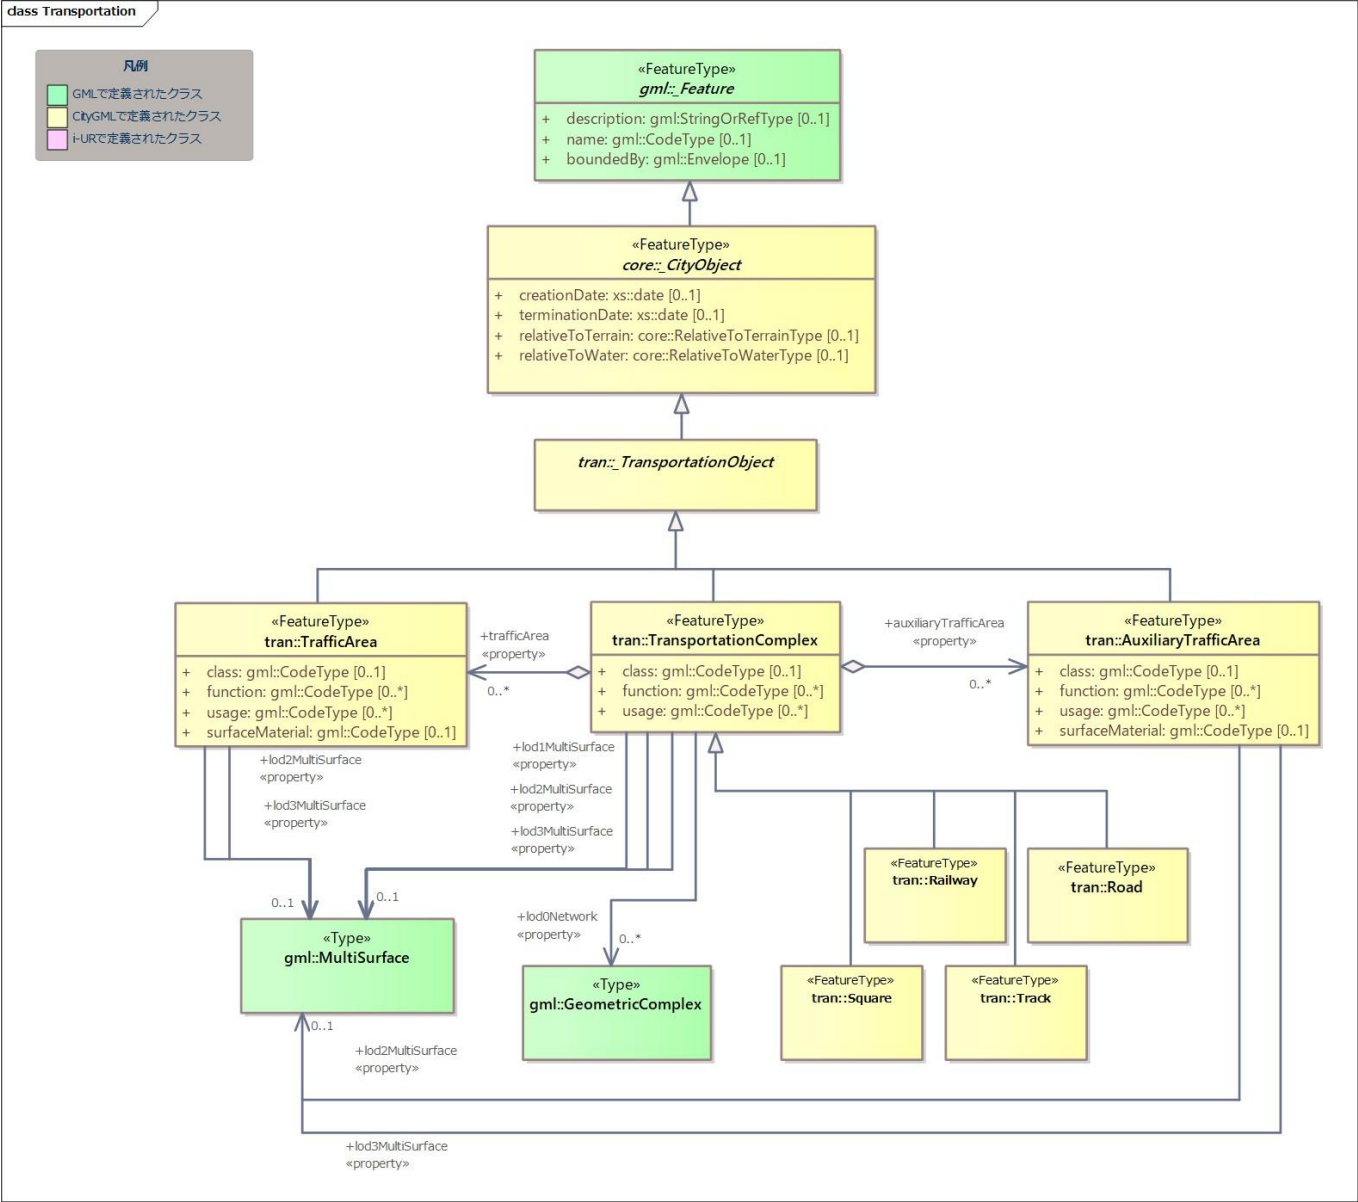 class Transportation
凡例
GMLで定義されたクラス
CityGMLで定義されたクラス
i-URで定義されたクラス
«FeatureType»
gml::_Feature
+ description: gml:StringOrRefType [0..1]
+ name: gml::CodeType [0..1]
+ boundedBy: gml::Envelope [0..1]
«FeatureType»
core::_CityObject
+ creationDate: xs::date [0..1]
+ terminationDate: xs::date [0..1]
+ relativeToTerrain: core::RelativeToTerrainType [0..1]
+ relativeToWater: core::RelativeToWaterType [0..1]
tran::_TransportationObject
«FeatureType»
tran::TrafficArea
+ class: gml::CodeType [0..1]
+ function: gml::CodeType [0..*]
+ usage: gml::CodeType [0..*]
+ surfaceMaterial: gml::CodeType [0..1]
+trafficArea
«property»
0..*
«FeatureType»
tran::TransportationComplex
+ class: gml::CodeType [0..1]
+ function: gml::CodeType [0..*]
+ usage: gml::CodeType [0..*]
+auxiliaryTrafficArea
«property»
0..*
«FeatureType»
tran::AuxiliaryTrafficArea
+ class: gml::CodeType [0..1]
+ function: gml::CodeType [0..*]
+ usage: gml::CodeType [0..*]
+ surfaceMaterial: gml::CodeType [0..1]
+lod2MultiSurface
«property»
+lod3MultiSurface
«property»
+lod1MultiSurface
«property»
+lod2MultiSurface
«property»
+lod3MultiSurface
«property»
0..1
0..1
«FeatureType»
tran::Railway
«FeatureType»
tran::Road
+lod0Network
«property»
0..*
«Type»
gml::MultiSurface
«Type»
gml::GeometricComplex
«FeatureType»
tran::Square
«FeatureType»
tran::Track
0..1
+lod2MultiSurface
«property»
+lod3MultiSurface
«property»